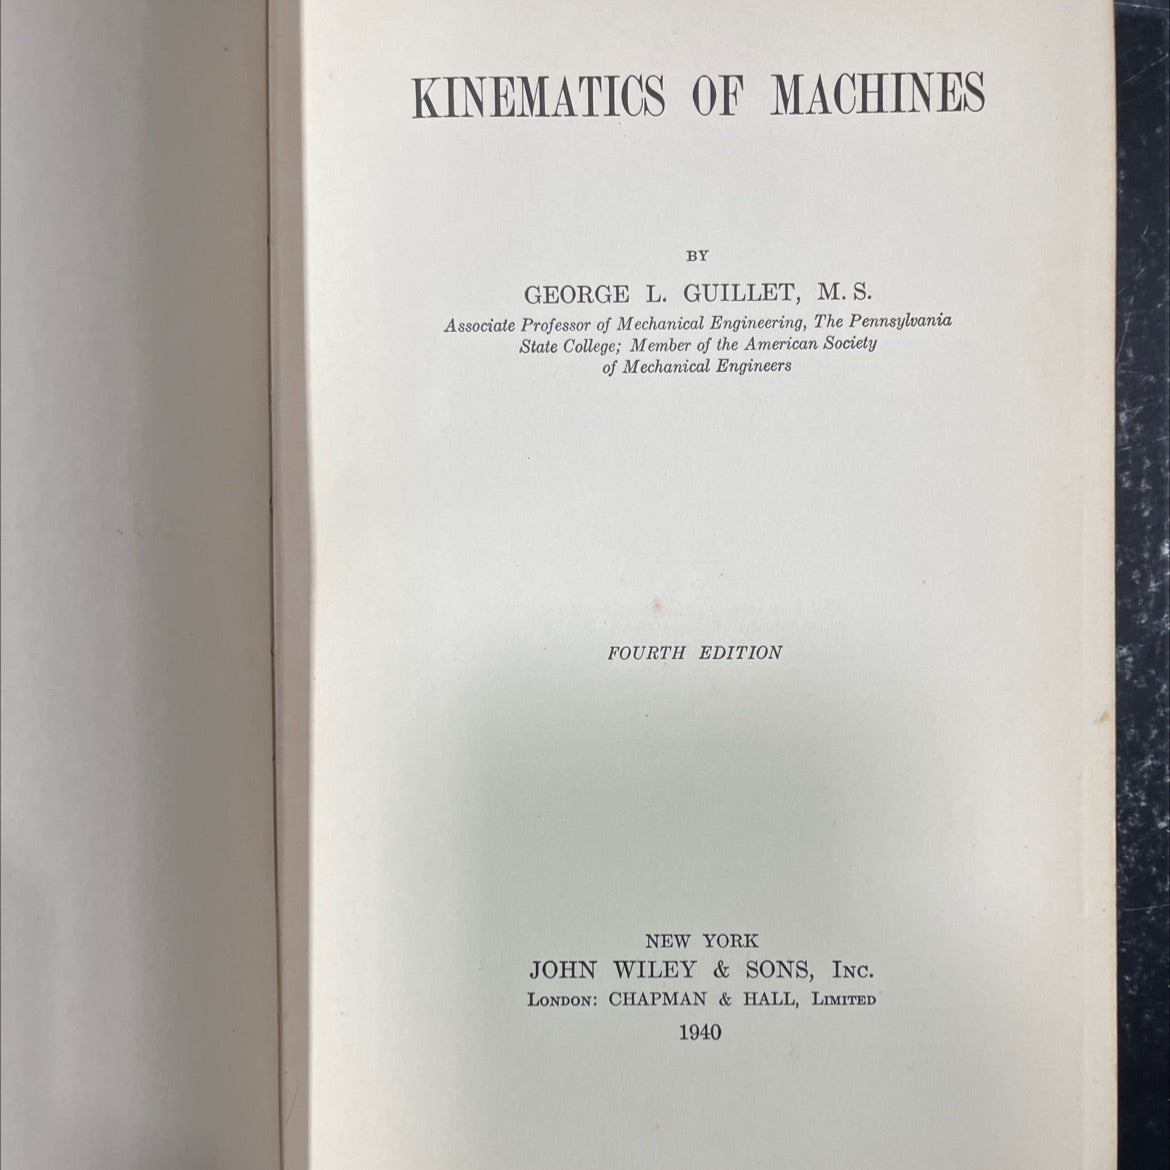 KINEMATICS OF MACHINES
BY
GEORGE L. GUILLET, M. S.
Associate Professor of Mechanical Engineering, The Pennsylvania
State College; Member of the American Society
of Mechanical Engineers
FOURTH EDITION
NEW YORK
JOHN WILEY & SONS, INC.
LONDON: CHAPMAN & HALL, LIMITED
1940